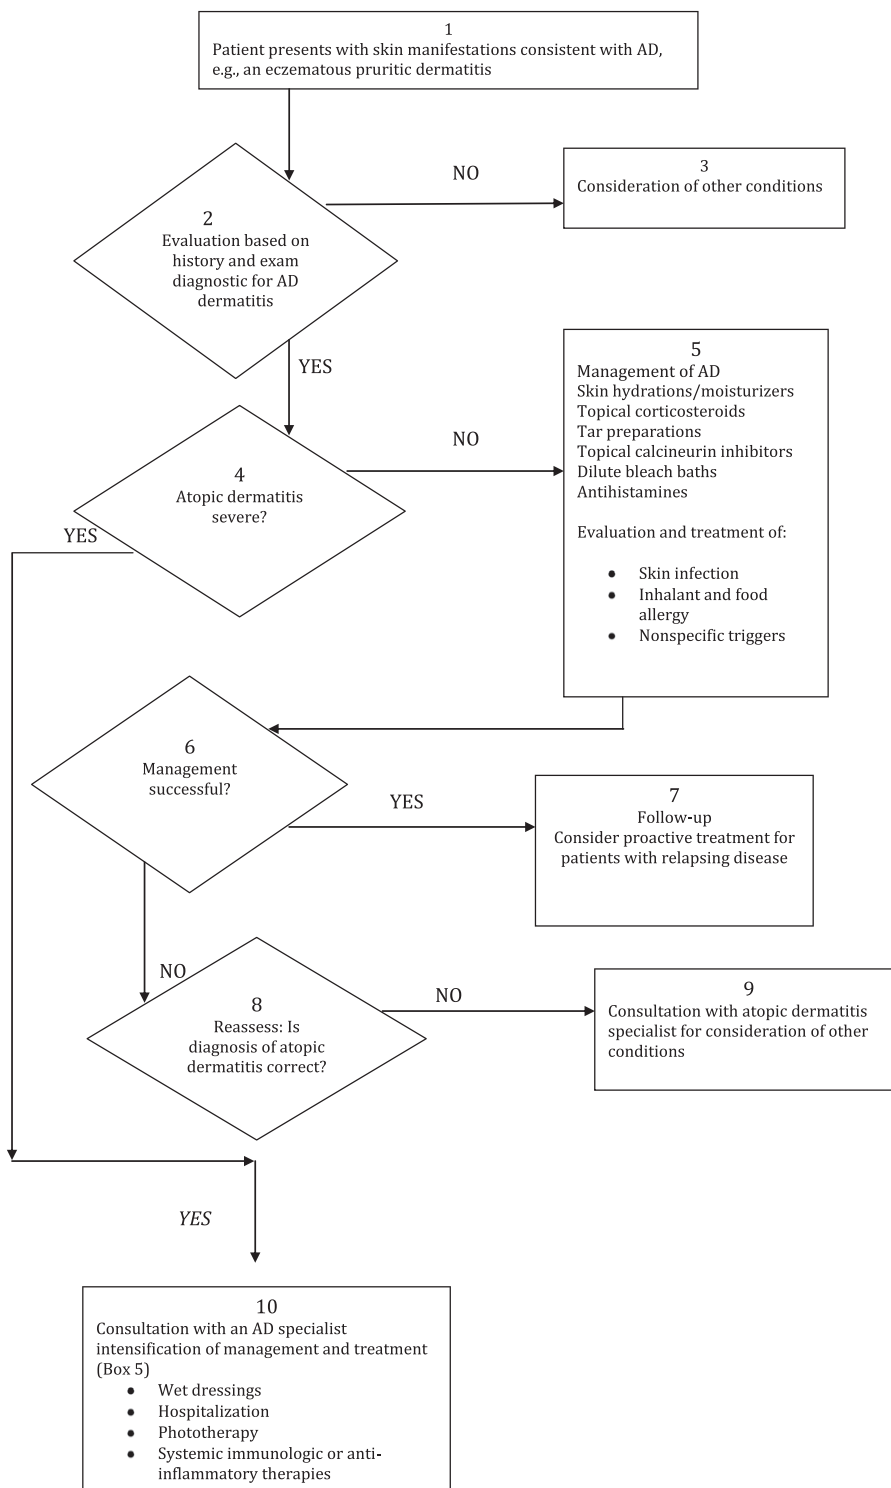 1
Patient presents with skin manifestations consistent with AD,
e.g., an eczematous pruritic dermatitis
NO
3
Consideration of other conditions
2
Evaluation based on
history and exam
diagnostic for AD
dermatitis
YES
5
Management of AD
Skin hydrations/moisturizers
Topical corticosteroids
Tar preparations
Topical calcineurin inhibitors
Dilute bleach baths
Antihistamines
Evaluation and treatment of:
● Skin infection
● Inhalant and food
allergy
● Nonspecific triggers
NO
4
Atopic dermatitis
severe?
YES
6
Management
successful?
YES
7
Follow-up
Consider proactive treatment for
patients with relapsing disease
NO
8
Reassess: Is
diagnosis of atopic
dermatitis correct?
NO
9
Consultation with atopic dermatitis
specialist for consideration of other
conditions
YES
10
Consultation with an AD specialist
intensification of management and treatment
(Box 5)
● Wet dressings
● Hospitalization
● Phototherapy
● Systemic immunologic or anti-
inflammatory therapies